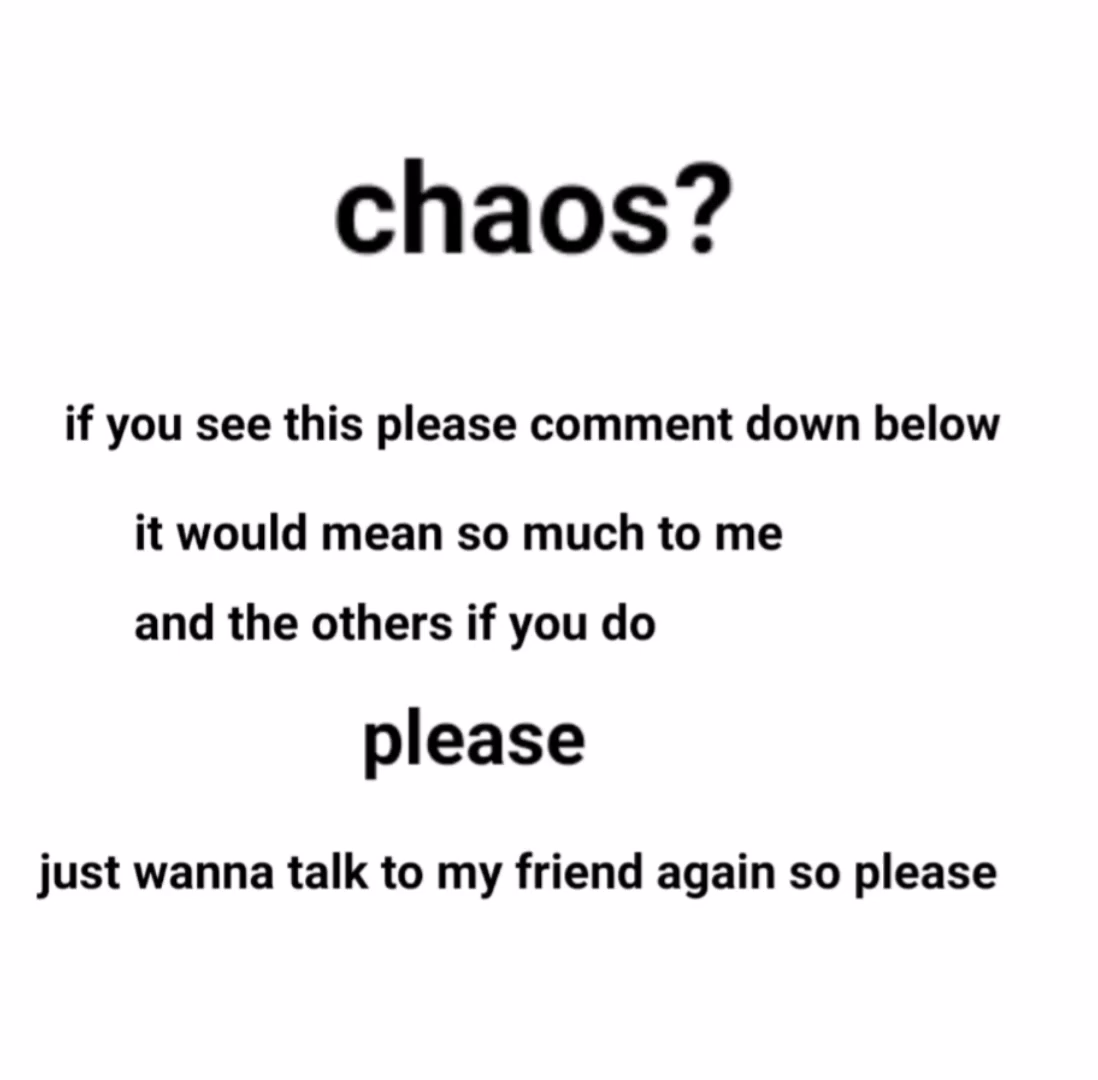 chaos?
if you see this please comment down below
it would mean so much to me
and the others if you do
please
just wanna talk to my friend again so please